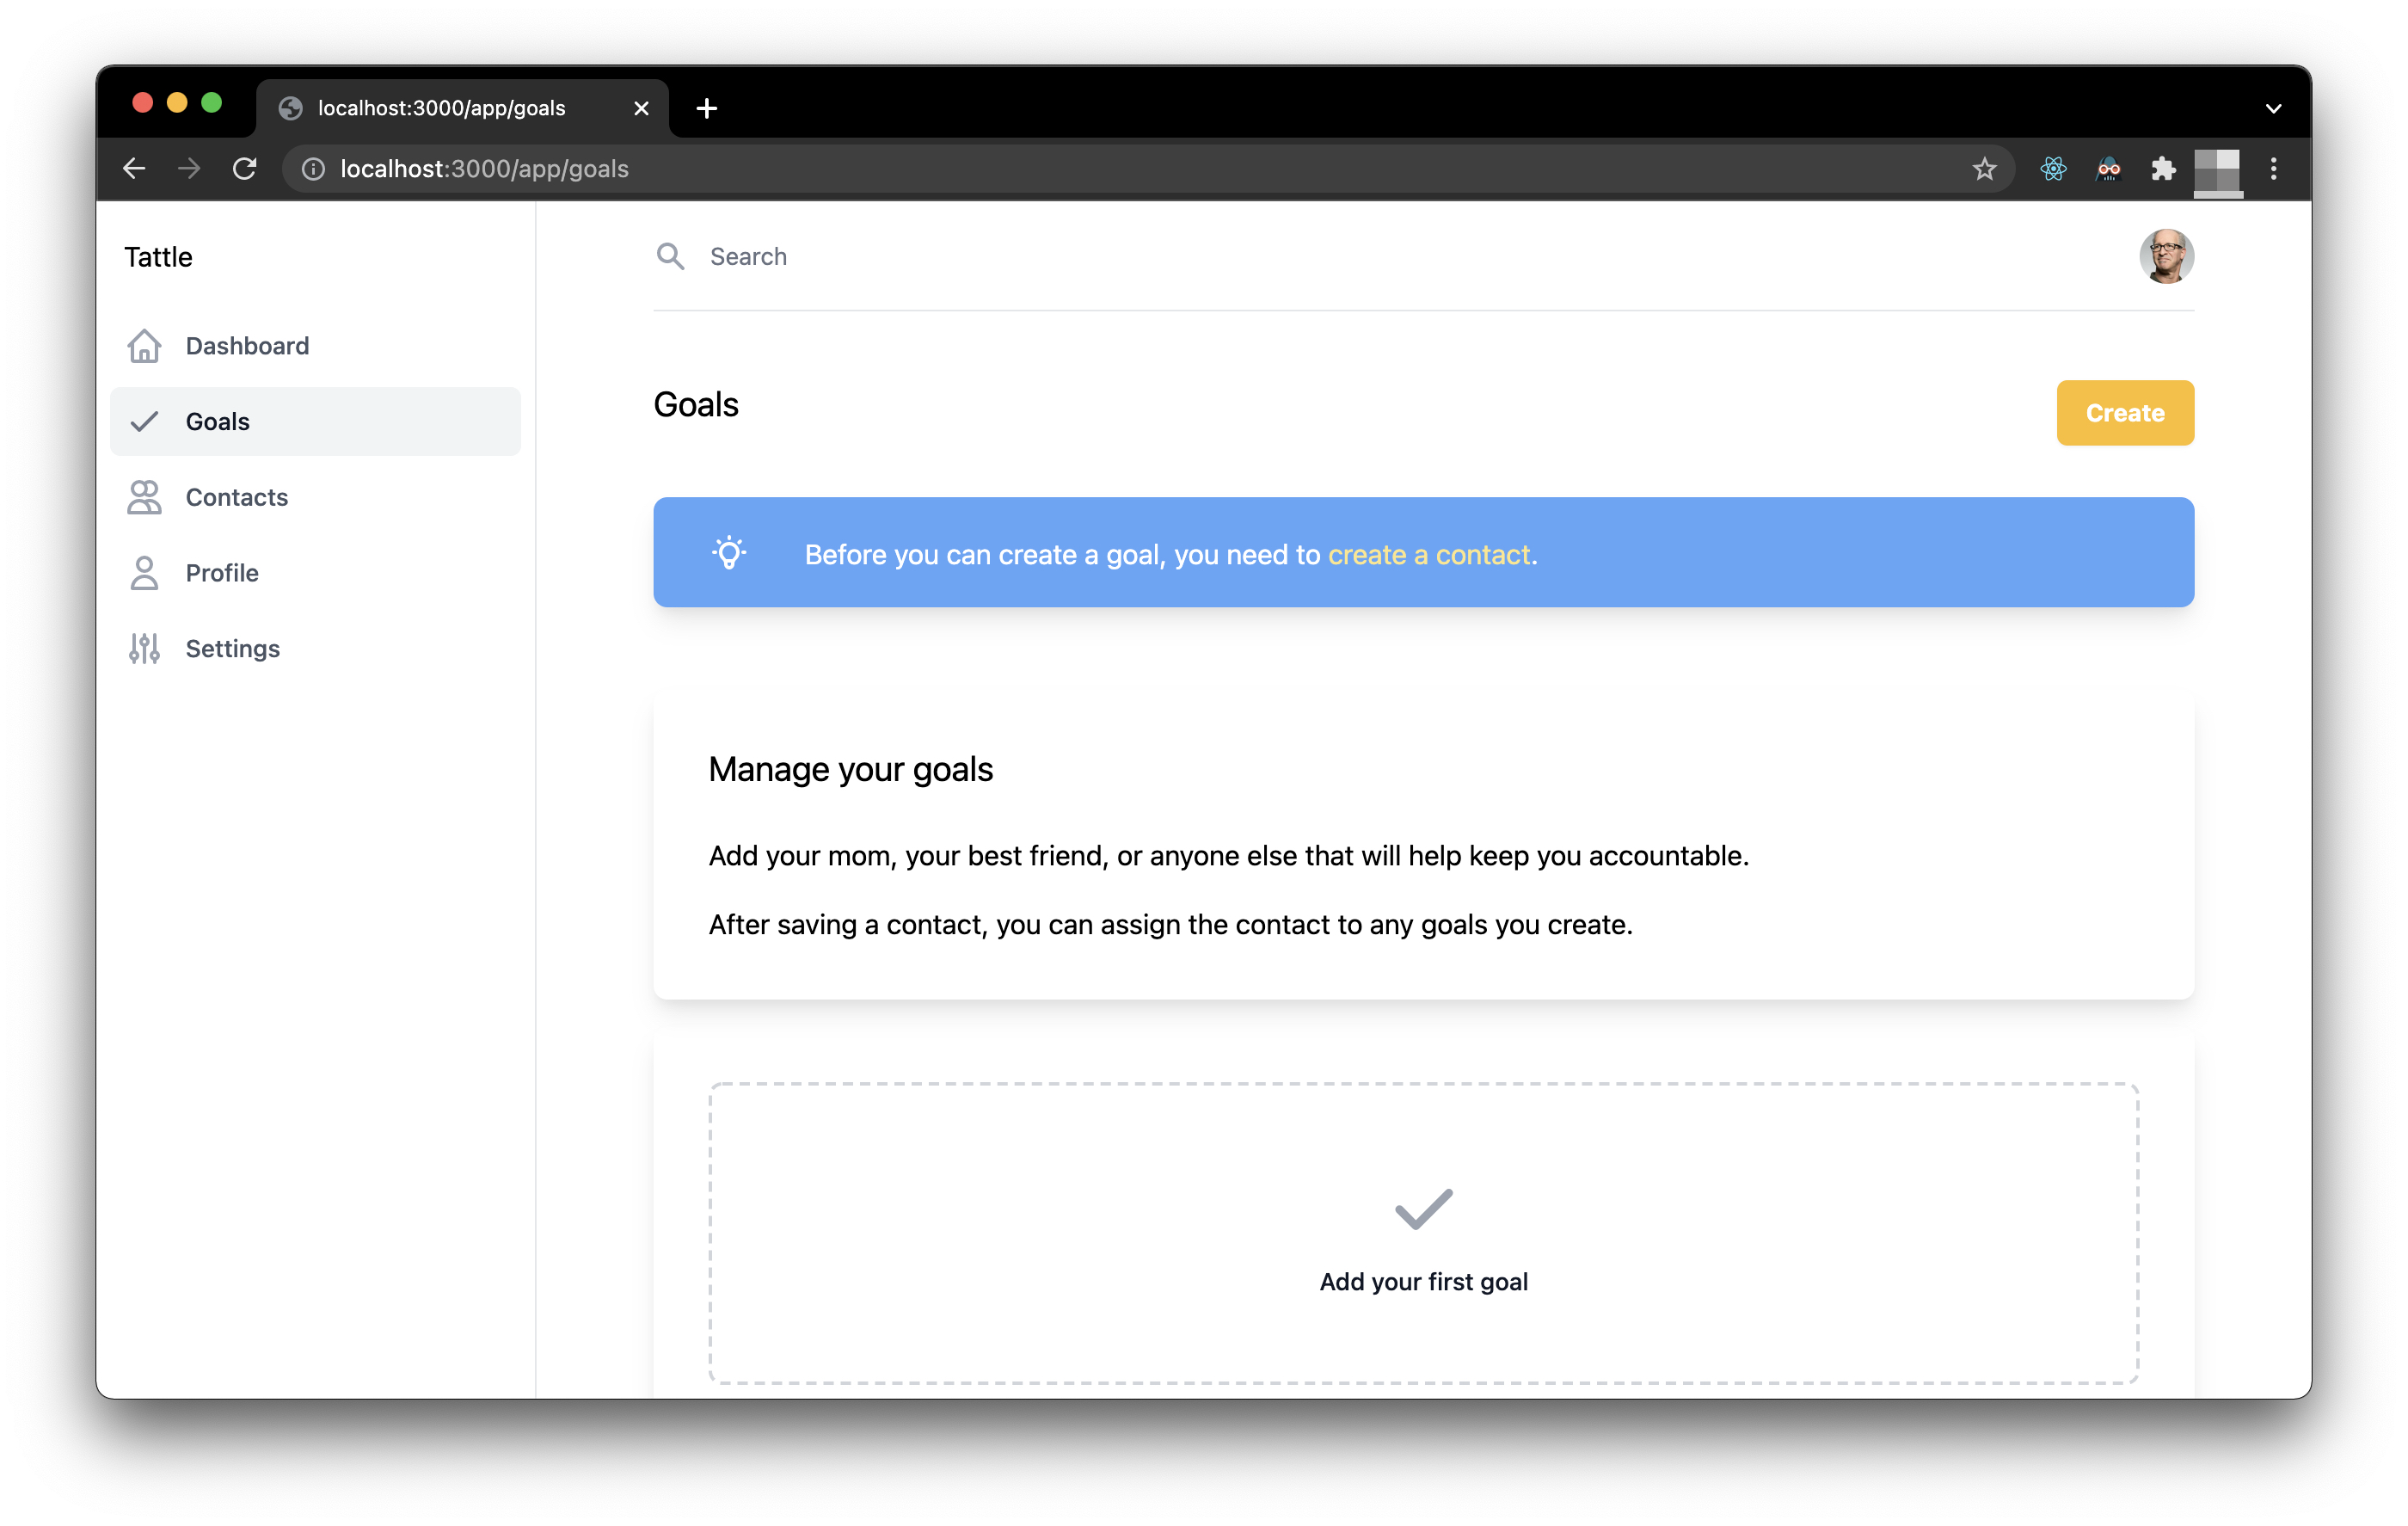 localhost:3000/app/goals
localhost:3000/app/goals
Tattle
Search
Dashboard
Goals
Contacts
Profile
Settings
Goals
Create
Before you can create a goal, you need to create a contact.
Manage your goals
Add your mom, your best friend, or anyone else that will help keep you accountable.
After saving a contact, you can assign the contact to any goals you create.
Add your first goal